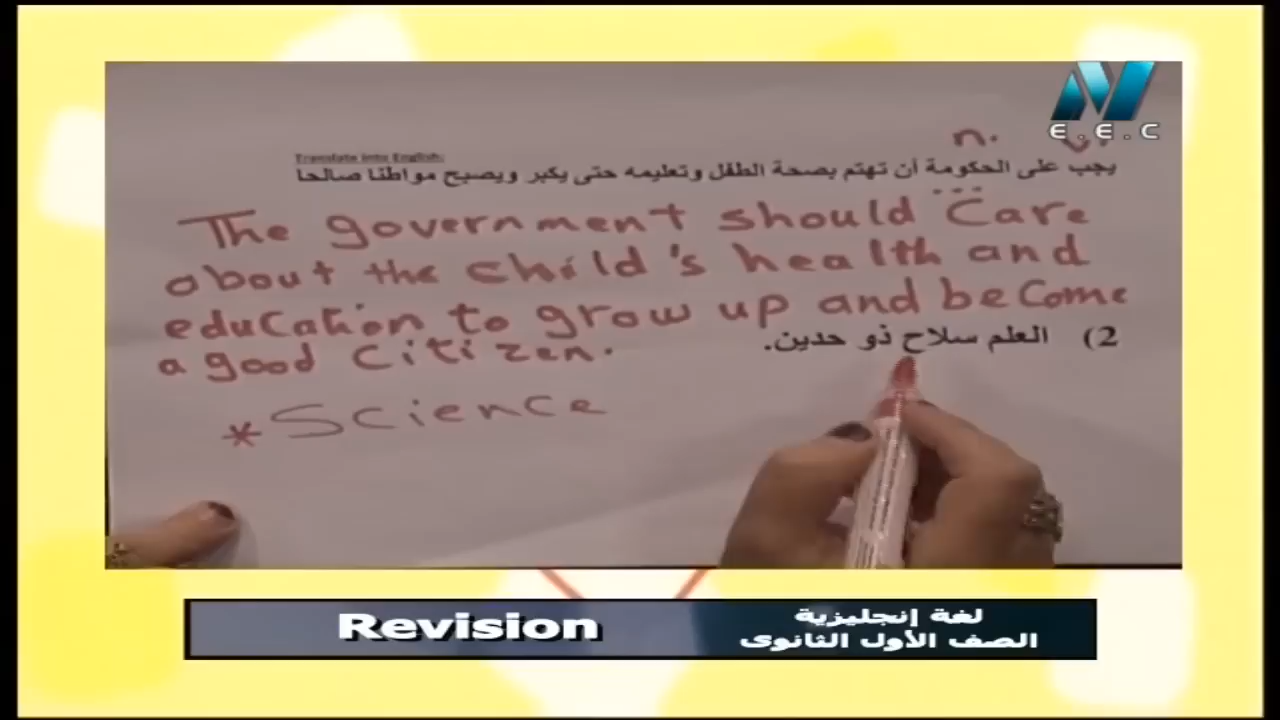 E.E.C
n. v.
Translate into English:
يجب على الحكومة أن تهتم بصحة الطفل وتعليمه حتى يكبر ويصبح مواطنا صالحا
The government should Care
about the child's health and
education to grow up and become
a good citizen.
2) العلم سلاح ذو حدين.
* Science
Revision
لغة إنجليزية
الصف الأول الثانوى